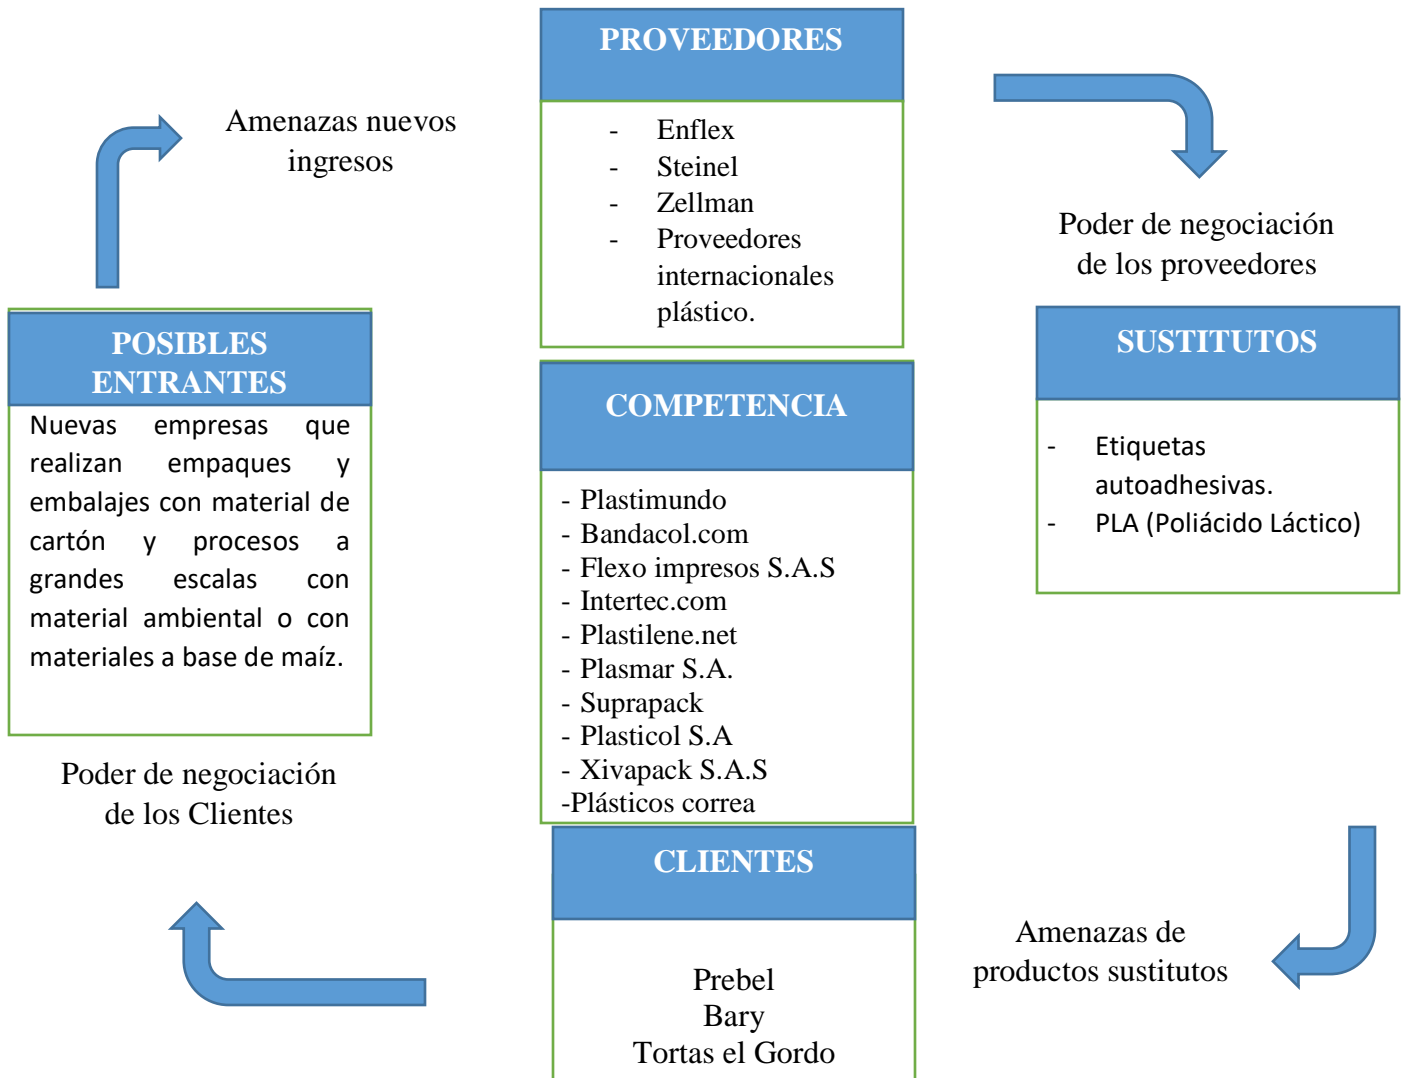 PROVEEDORES
- Enflex
- Steinel
- Zellman
- Proveedores
internacionales
plástico.
Amenazas nuevos
ingresos
Poder de negociación
de los proveedores
POSIBLES
ENTRANTES
Nuevas empresas que
realizan empaques y
embalajes con material de
cartón y procesos a
grandes escalas con
material ambiental o con
materiales a base de maíz.
COMPETENCIA
- Plastimundo
- Bandacol.com
- Flexo impresos S.A.S
- Intertec.com
- Plastilene.net
- Plasmar S.A.
- Suprapack
- Plasticol S.A
- Xivapack S.A.S
-Plásticos correa
SUSTITUTOS
- Etiquetas
autoadhesivas.
- PLA (Poliácido Láctico)
Poder de negociación
de los Clientes
CLIENTES
Prebel
Bary
Tortas el Gordo
Amenazas de
productos sustitutos